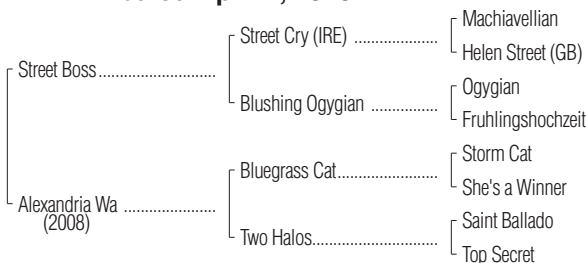 Machiavellian
Street Cry (IRE) ..................
Helen Street (GB)
Street Boss.........................
Ogygian
Blushing Ogygian ................
Fruhlingshochzeit
Storm Cat
Bluegrass Cat.......................
She's a Winner
Alexandria Wa ....................
(2008)
Saint Ballado
Two Halos............................
Top Secret